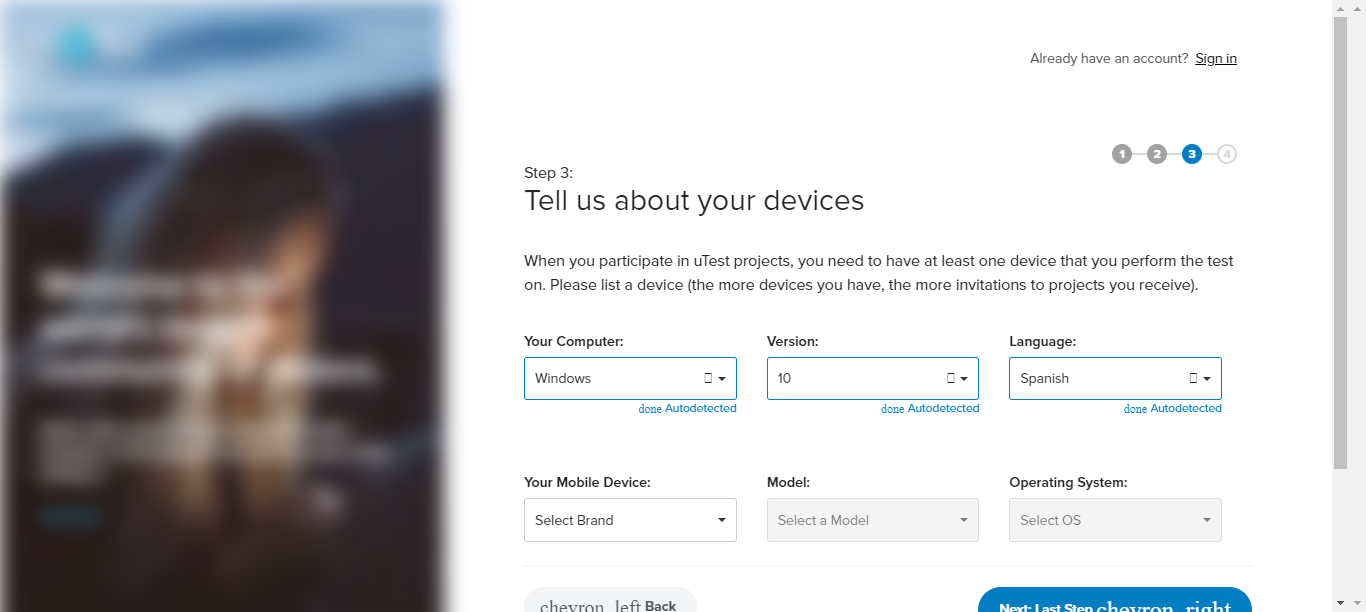 Already have an account? Sign in
1 2 3 4
Step 3:
Tell us about your devices
When you participate in uTest projects, you need to have at least one device that you perform the test
on. Please list a device (the more devices you have, the more invitations to projects you receive).
Your Computer: Version: Language:
Windows 10 Spanish
done Autodetected done Autodetected done Autodetected
Your Mobile Device: Model: Operating System:
Select Brand Select a Model Select OS
chevron_left Back Next: Last Step chevron_right